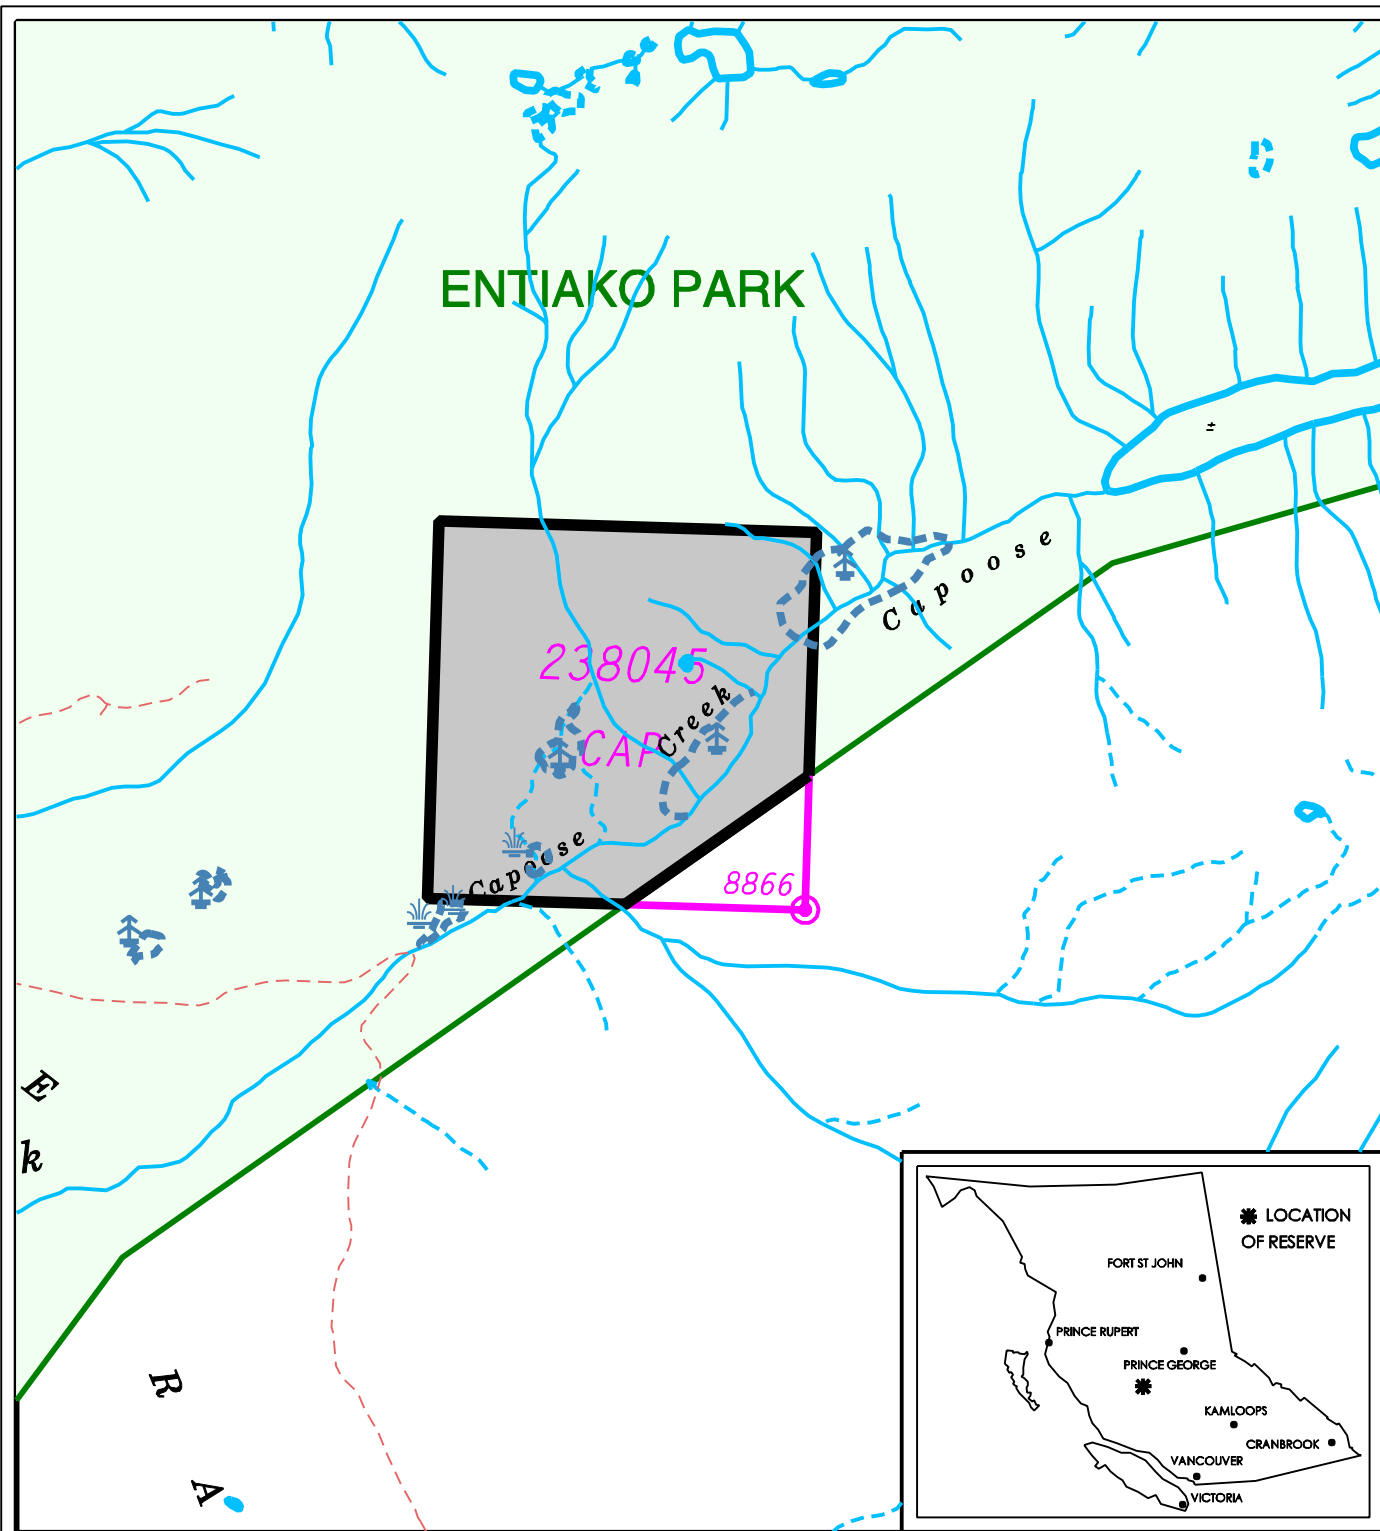 ENTIAKO PARK
±
Capoose
238045
CAP
Creek
Capoose
8866
E
k
R
A
LOCATION
OF RESERVE
FORT ST JOHN
PRINCE RUPERT
PRINCE GEORGE
KAMLOOPS
CRANBROOK
VANCOUVER
VICTORIA